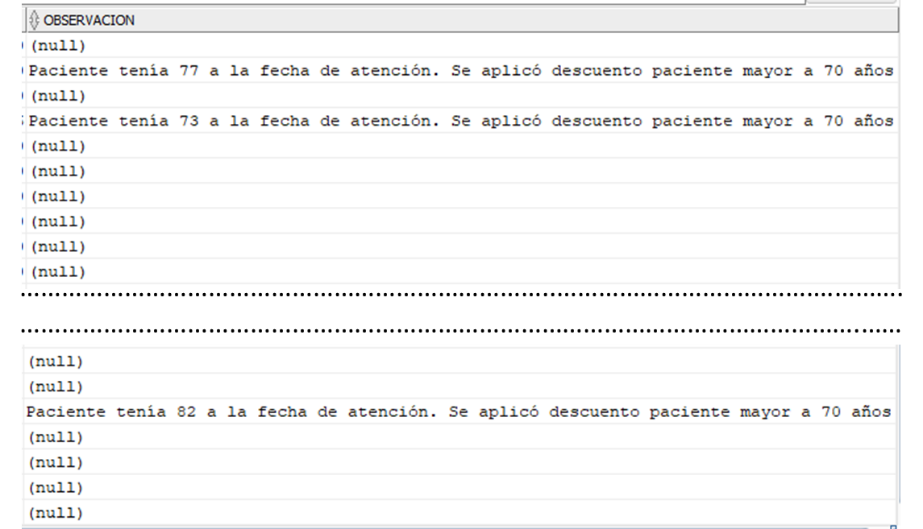 OBSERVACION
(null)
Paciente tenía 77 a la fecha de atención. Se aplicó descuento paciente mayor a 70 años
(null)
Paciente tenía 73 a la fecha de atención. Se aplicó descuento paciente mayor a 70 años
(null)
(null)
(null)
(null)
(null)
(null)
(null)
(null)
Paciente tenía 82 a la fecha de atención. Se aplicó descuento paciente mayor a 70 años
(null)
(null)
(null)
(null)